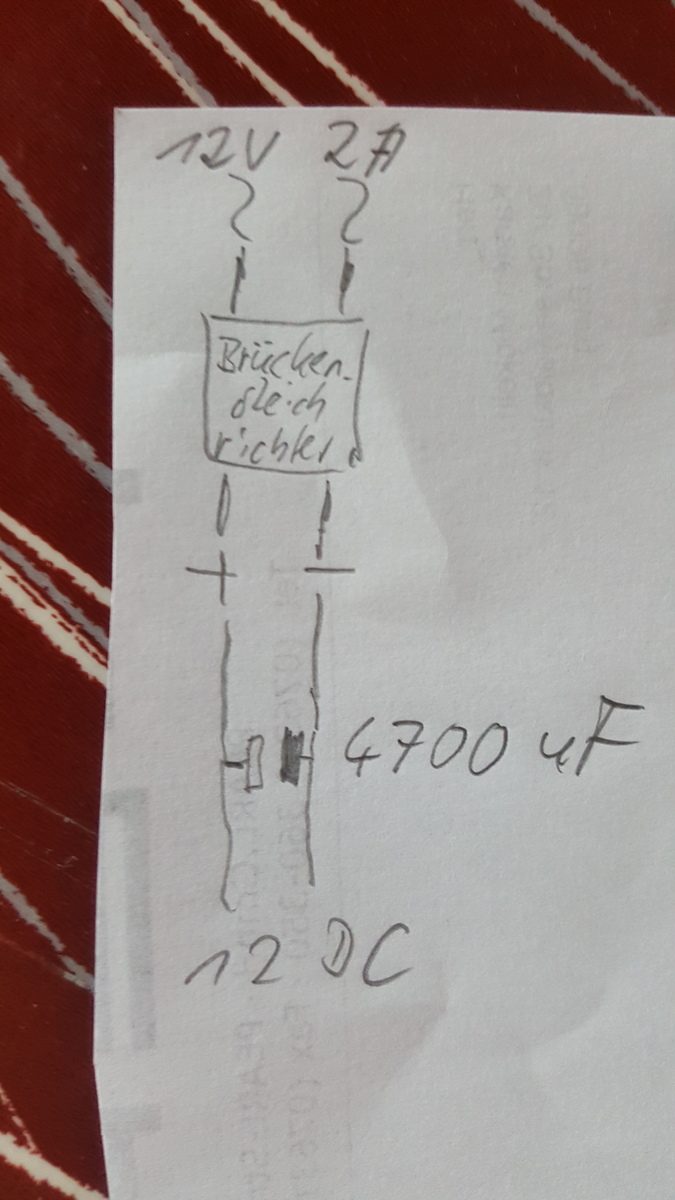 12V 2A
Brücken-
gleich
richter
+ −
4700 uF
12 DC